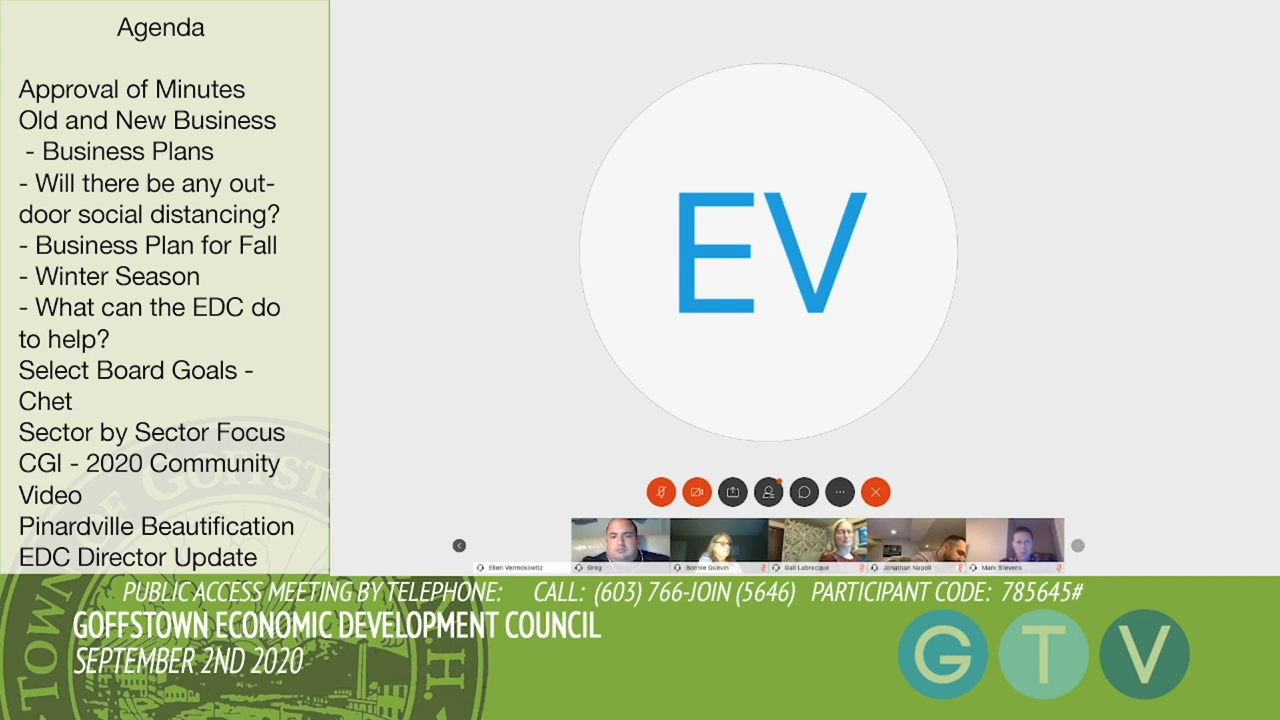 Agenda
Approval of Minutes
Old and New Business
- Business Plans
- Will there be any out-
door social distancing?
- Business Plan for Fall
- Winter Season
- What can the EDC do
to help?
Select Board Goals -
Chet
Sector by Sector Focus
CGI - 2020 Community
Video
Pinardville Beautification
EDC Director Update
EV
Ellen Vermokowitz
Greg
Bonnie Guevin
Gail Labrecque
Jonathan Napoli
Mark Stevens
PUBLIC ACCESS MEETING BY TELEPHONE: CALL: (603) 766-JOIN (5646) PARTICIPANT CODE: 785645#
GOFFSTOWN ECONOMIC DEVELOPMENT COUNCIL
SEPTEMBER 2ND 2020
G T V